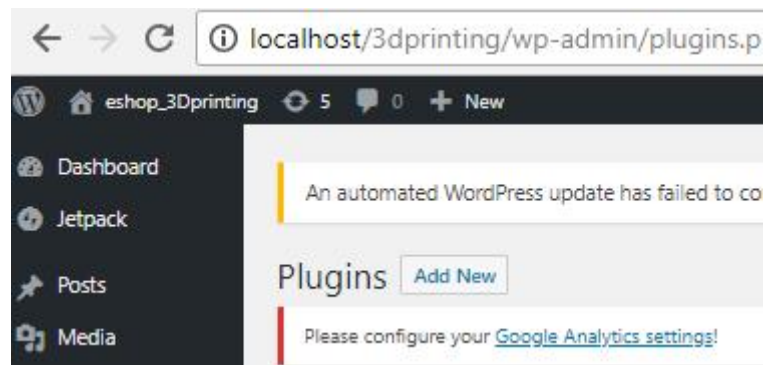 localhost/3dprinting/wp-admin/plugins.p
eshop_3Dprinting 5 0 + New
Dashboard
An automated WordPress update has failed to co
Jetpack
Plugins Add New
Posts
Please configure your Google Analytics settings!
Media